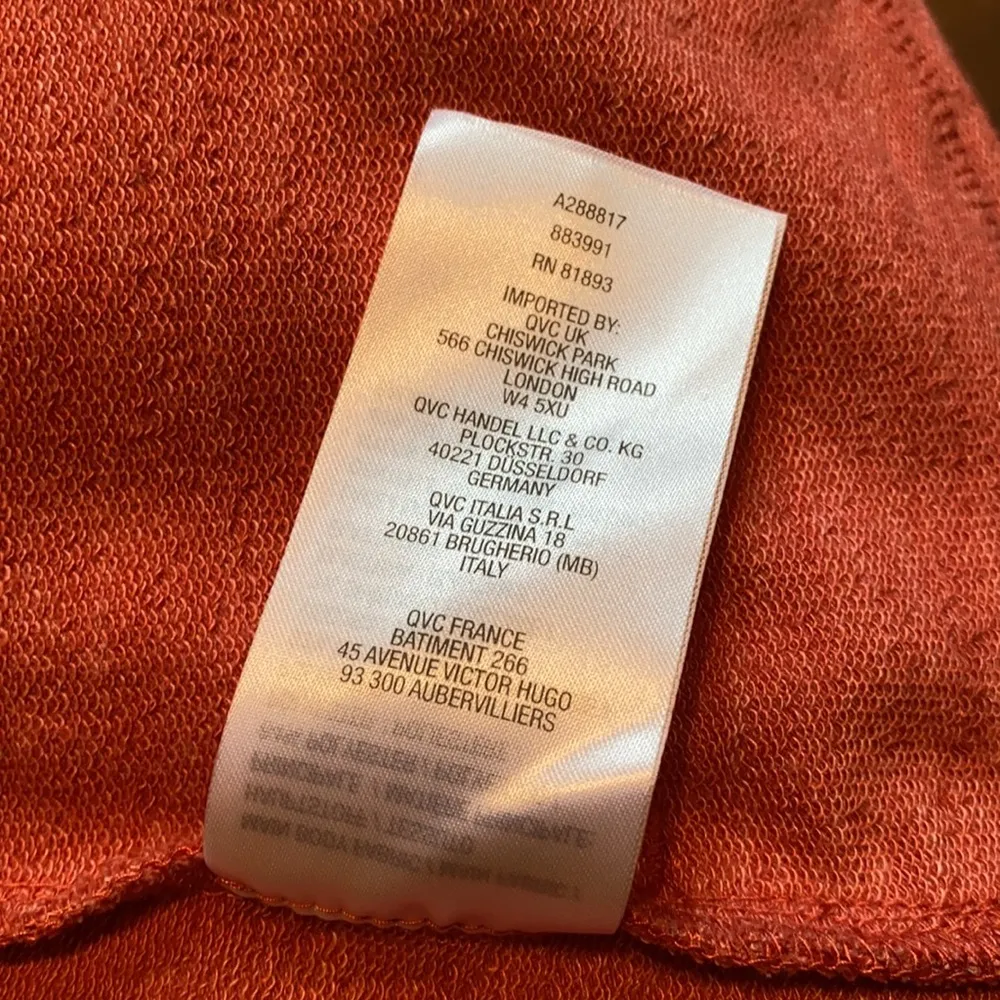 A288817
883991
RN 81893
IMPORTED BY:
QVC UK
CHISWICK PARK
566 CHISWICK HIGH ROAD
LONDON
W4 5XU
QVC HANDEL LLC & CO. KG
PLOCKSTR. 30
40221 DÜSSELDORF
GERMANY
QVC ITALIA S.R.L
VIA GUZZINA 18
20861 BRUGHERIO (MB)
ITALY
QVC FRANCE
BATIMENT 266
45 AVENUE VICTOR HUGO
93 300 AUBERVILLIERS